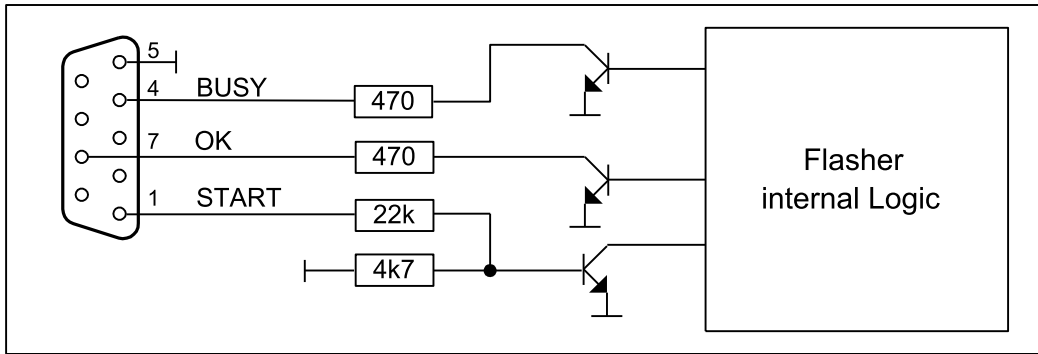 5
4 BUSY 470
7 OK 470
1 START 22k
4k7
Flasher
internal Logic